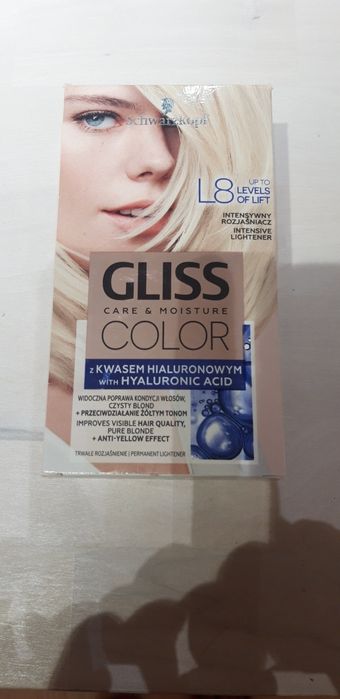 Schwarzkopf
L8 UP TO
LEVELS
OF LIFT
INTENSYWNY
ROZJAŚNIACZ
INTENSIVE
LIGHTENER
GLISS
CARE & MOISTURE
COLOR
Z KWASEM HIALURONOWYM
WITH HYALURONIC ACID
WIDOCZNA POPRAWA KONDYCJI WŁOSÓW,
CZYSTY BLOND
+ PRZECIWDZIAŁANIE ŻÓŁTYM TONOM
IMPROVES VISIBLE HAIR QUALITY,
PURE BLONDE
+ ANTI-YELLOW EFFECT
TRWAŁE ROZJAŚNIENIE | PERMANENT LIGHTENER